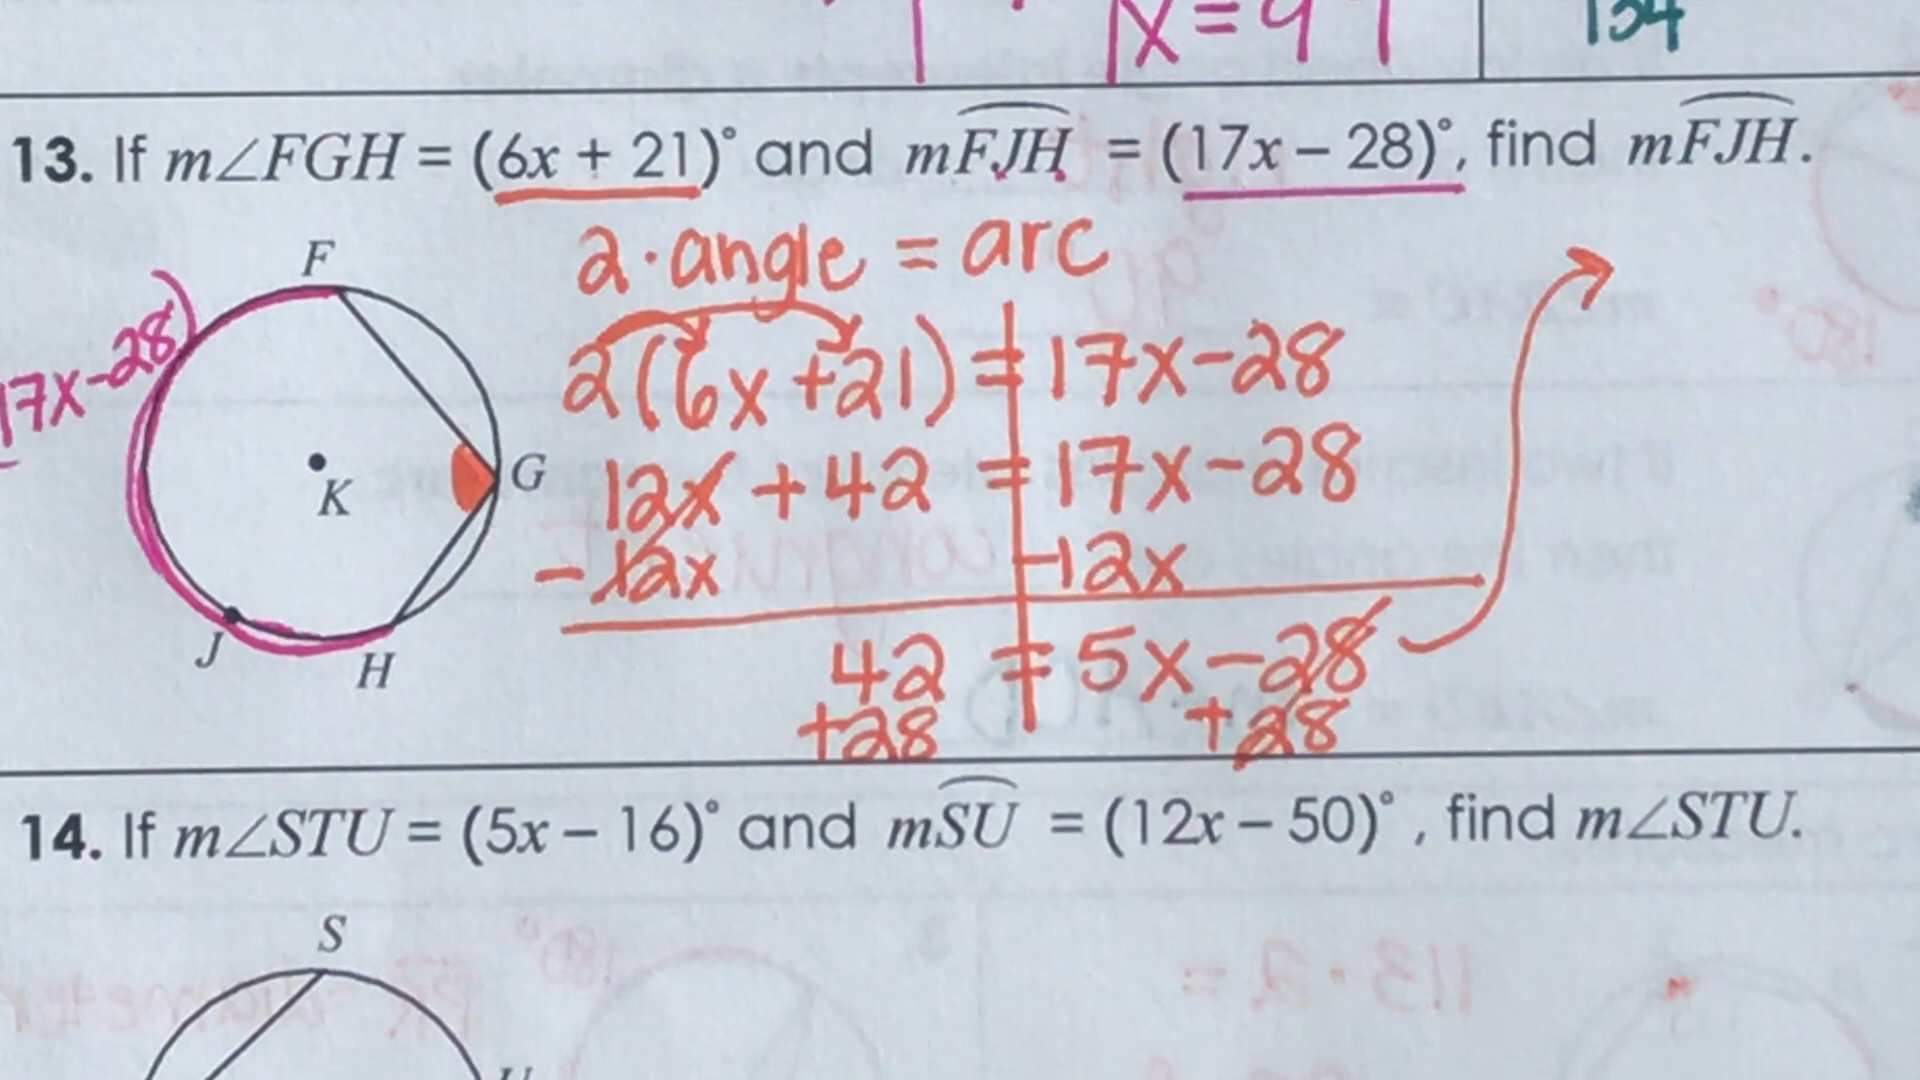 x = 9
134
13. If m∠FGH = (6x + 21)° and mFJH = (17x – 28)°, find mFJH.
2 · angle = arc
F
17x-28
2(6x +21) = 17x-28
K
G
12x + 42 = 17x-28
-12x -12x
J
H
42 = 5x-28
+28 +28
14. If m∠STU = (5x – 16)° and mSU = (12x – 50)°, find m∠STU.
S